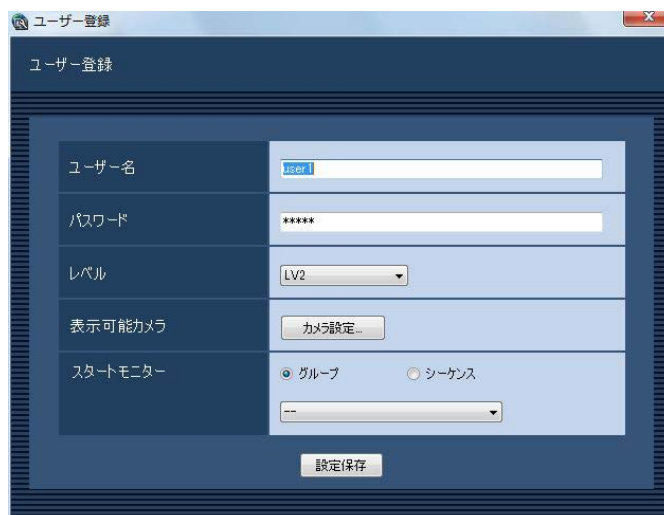 ユーザー登録
ユーザー登録
ユーザー名
user1
パスワード
*****
レベル
LV2
表示可能カメラ
カメラ設定...
スタートモニター
グループ
シーケンス
--
設定保存